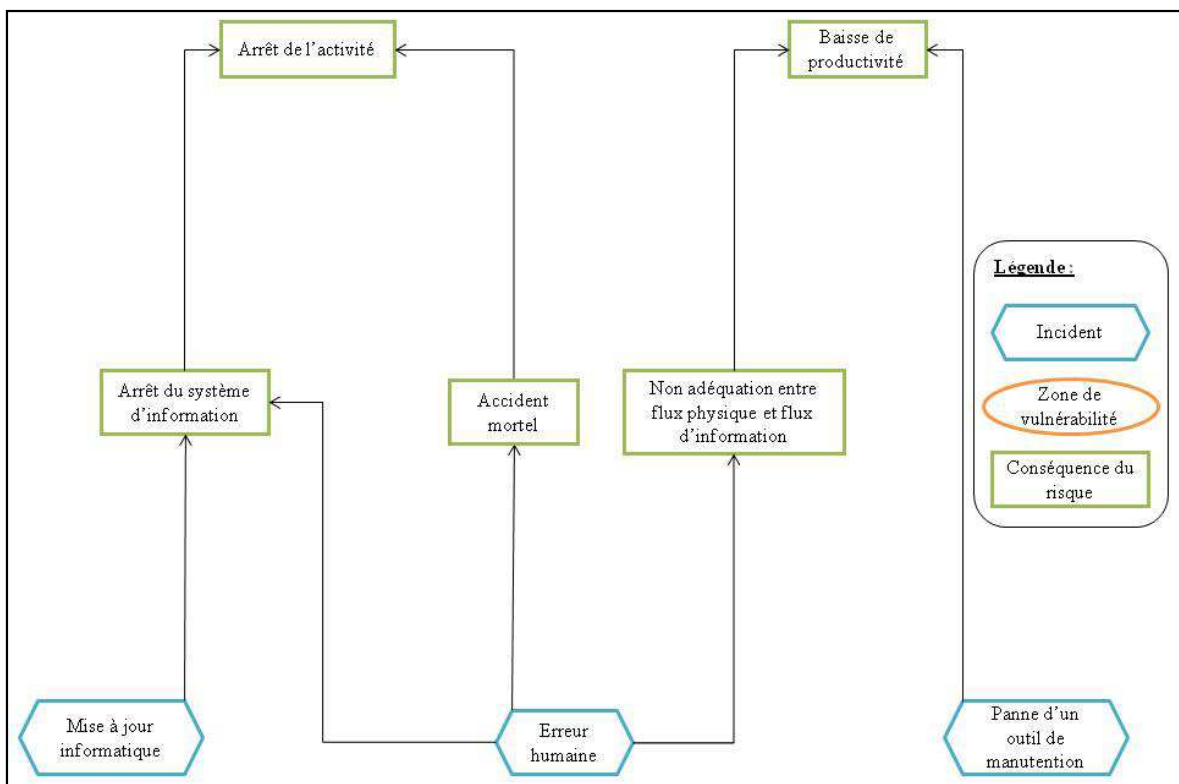 Arrêt de l’activité
Baisse de
productivité
Légende :
Incident
Zone de
vulnérabilité
Conséquence du
risque
Arrêt du système
d’information
Accident
mortel
Non adéquation entre
flux physique et flux
d’information
Mise à jour
informatique
Erreur
humaine
Panne d’un
outil de
manutention